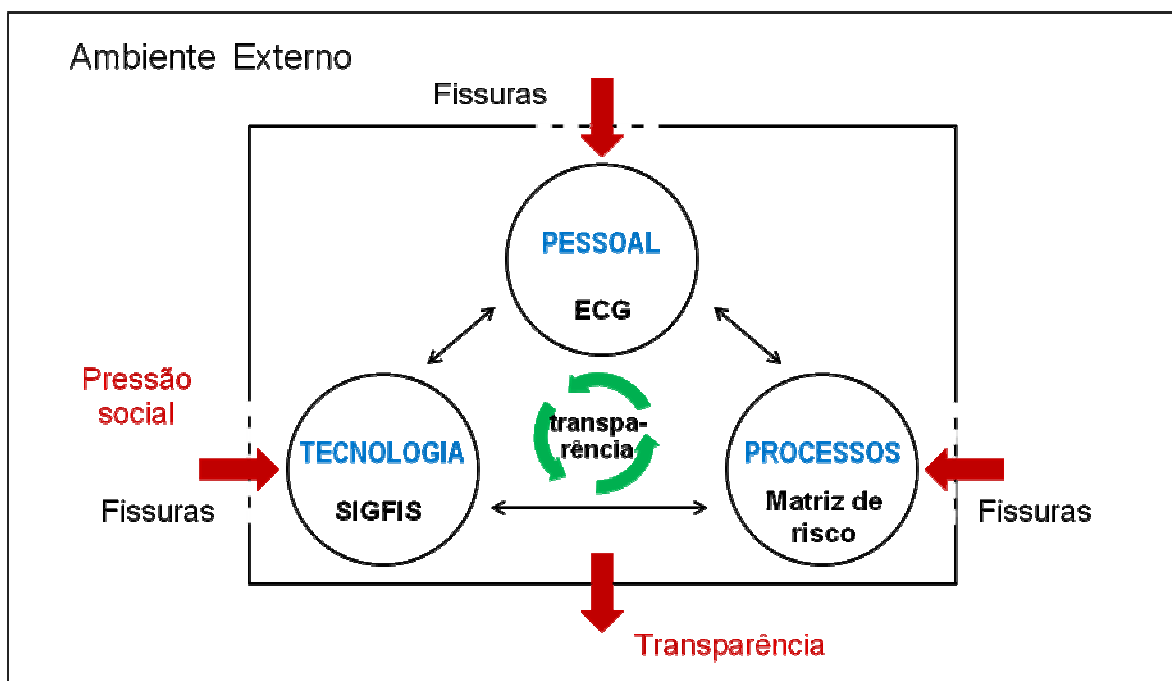 Ambiente Externo
Fissuras
PESSOAL
ECG
Pressão
social
transpa-
rência
TECNOLOGIA
SIGFIS
PROCESSOS
Matriz de
risco
Fissuras
Fissuras
Transparência